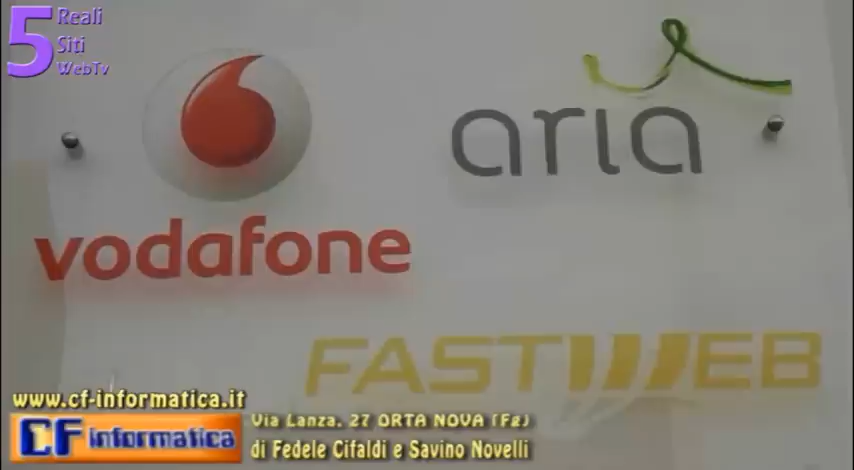 5 Reali
Siti
WebTv
aria
vodafone
FASTWEB
www.cf-informatica.it
CF informatica
Via Lanza, 27 ORTA NOVA (Fg)
di Fedele Cifaldi e Savino Novelli